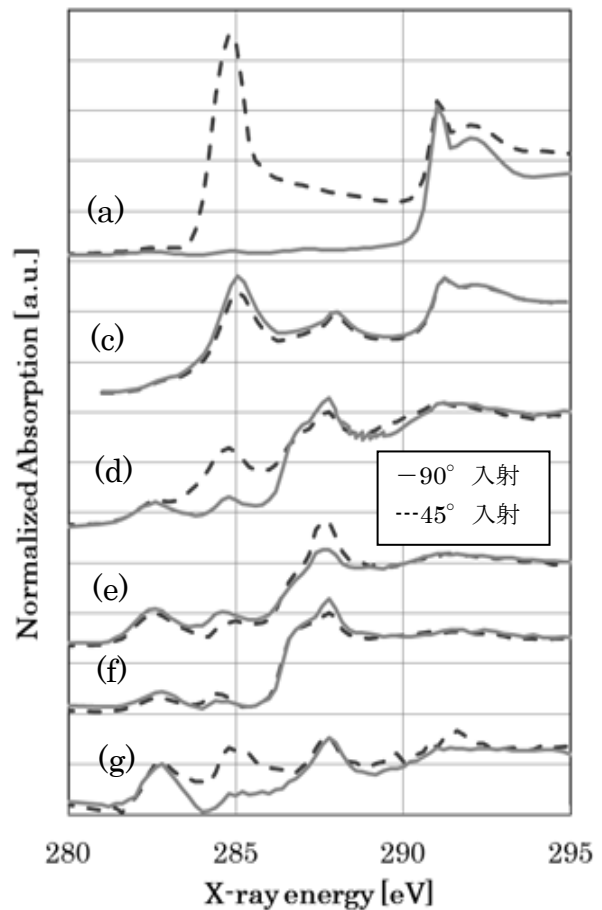 Normalized Absorption [a.u.]
(a)
(c)
(d)
−90° 入射
---45° 入射
(e)
(f)
(g)
280 285 290 295
X-ray energy [eV]